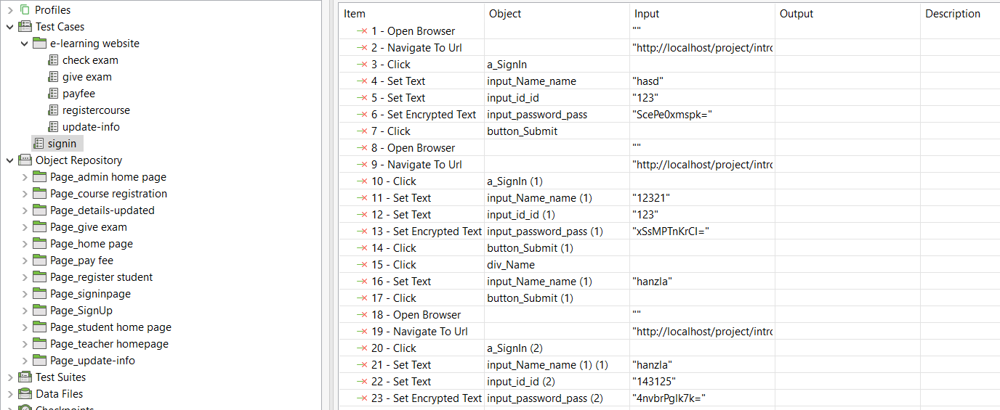 Profiles
Test Cases
e-learning website
check exam
give exam
payfee
registercourse
update-info
signin
Object Repository
Page_admin home page
Page_course registration
Page_details-updated
Page_give exam
Page_home page
Page_pay fee
Page_register student
Page_signinpage
Page_SignUp
Page_student home page
Page_teacher homepage
Page_update-info
Test Suites
Data Files
Checkpoints
Item Object Input Output Description
1 - Open Browser ""
2 - Navigate To Url "http://localhost/project/intro
3 - Click a_SignIn
4 - Set Text input_Name_name "hasd"
5 - Set Text input_id_id "123"
6 - Set Encrypted Text input_password_pass "ScePe0xmspk="
7 - Click button_Submit
8 - Open Browser ""
9 - Navigate To Url "http://localhost/project/intro
10 - Click a_SignIn (1)
11 - Set Text input_Name_name (1) "12321"
12 - Set Text input_id_id (1) "123"
13 - Set Encrypted Text input_password_pass (1) "xSsMPTnKrCI="
14 - Click button_Submit (1)
15 - Click div_Name
16 - Set Text input_Name_name (1) "hanzla"
17 - Click button_Submit (1)
18 - Open Browser ""
19 - Navigate To Url "http://localhost/project/intro
20 - Click a_SignIn (2)
21 - Set Text input_Name_name (1) (1) "hanzla"
22 - Set Text input_id_id (2) "143125"
23 - Set Encrypted Text input_password_pass (2) "4nvbrPglk7k="